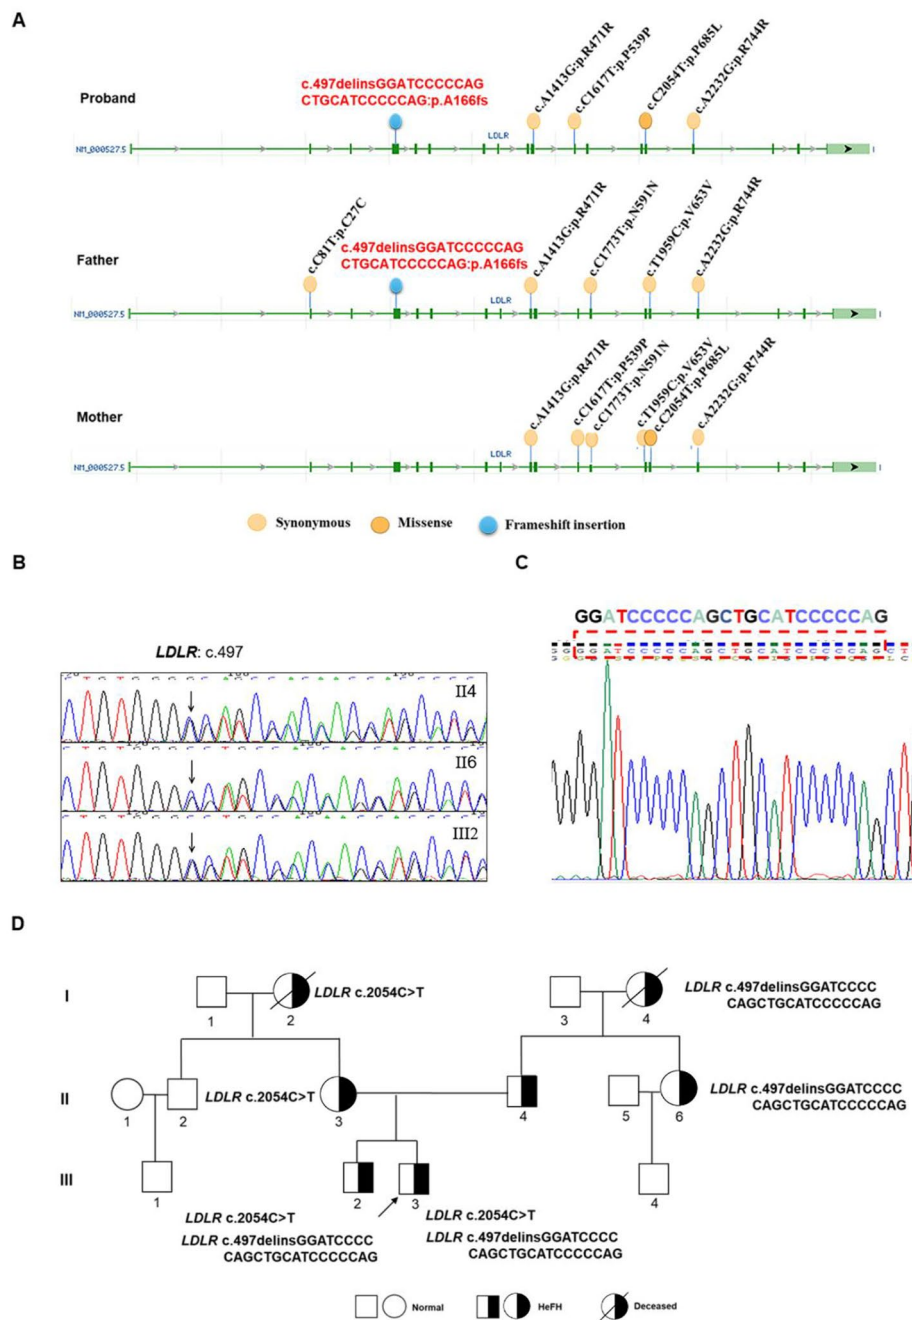 A
Proband
c.497delinsGGATCCCCCAG
CTGCATCCCCCAG:p.A166fs
c.A1413G:p.R471R
c.C1617T:p.P539P
c.C2054T:p.P685L
c.A2232G:p.R744R
LDLR
NM_000527.5
Father
c.C81T:p.C27C
c.497delinsGGATCCCCCAG
CTGCATCCCCCAG:p.A166fs
c.A1413G:p.R471R
c.C1773T:p.N591N
c.T1959C:p.V653V
c.A2232G:p.R744R
LDLR
NM_000527.5
Mother
c.A1413G:p.R471R
c.C1617T:p.P539P
c.C1773T:p.N591N
c.T1959C:p.V653V
c.C2054T:p.P685L
c.A2232G:p.R744R
LDLR
NM_000527.5
Synonymous Missense Frameshift insertion
B
LDLR: c.497
II4
II6
III2
C
GGATCCCCCAGCTGCATCCCCCAG
D
I
1
2
LDLR c.2054C>T
3
4
LDLR c.497delinsGGATCCCC
CAGCTGCATCCCCCAG
II
1
2
LDLR c.2054C>T
3
4
5
6
LDLR c.497delinsGGATCCCC
CAGCTGCATCCCCCAG
III
1
2
3
4
LDLR c.2054C>T
LDLR c.497delinsGGATCCCC
CAGCTGCATCCCCCAG
LDLR c.2054C>T
LDLR c.497delinsGGATCCCC
CAGCTGCATCCCCCAG
Normal HeFH Deceased